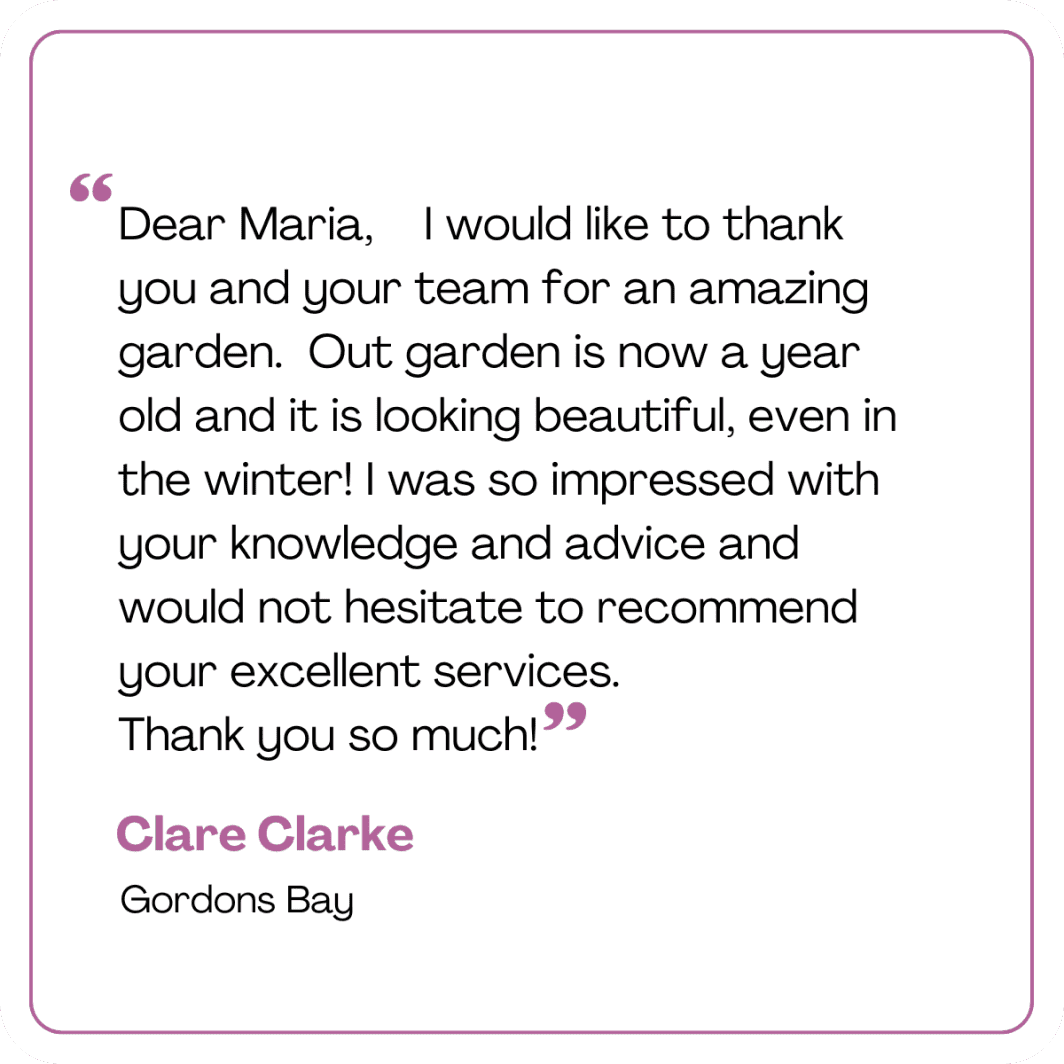 “Dear Maria,    I would like to thank
you and your team for an amazing
garden.  Out garden is now a year
old and it is looking beautiful, even in
the winter! I was so impressed with
your knowledge and advice and
would not hesitate to recommend
your excellent services.
Thank you so much!”
Clare Clarke
Gordons Bay